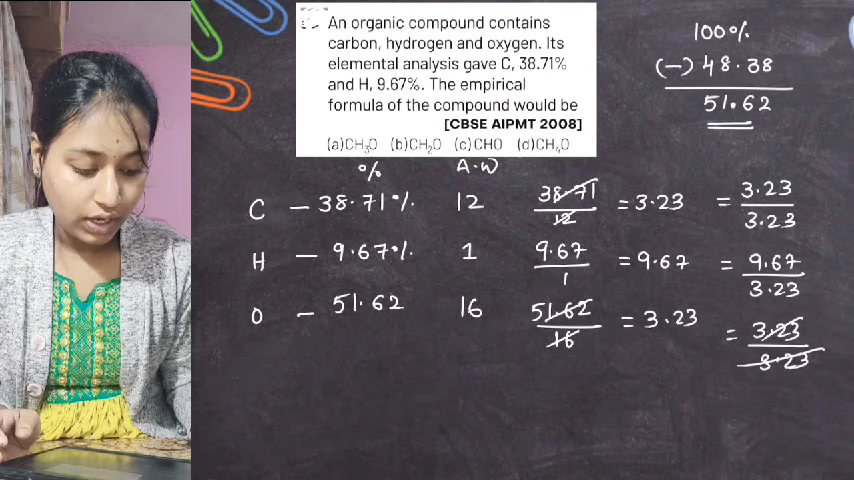 An organic compound contains
carbon, hydrogen and oxygen. Its
elemental analysis gave C, 38.71%
and H, 9.67%. The empirical
formula of the compound would be
[CBSE AIPMT 2008]
(a)CH₃O (b)CH₂O (c)CHO (d)CH₄O
100%
(-) 48.38
51.62
% A.W
C - 38.71% 12 38.71/12 = 3.23 = 3.23/3.23
H - 9.67% 1 9.67/1 = 9.67 = 9.67/3.23
O - 51.62 16 51.62/16 = 3.23 = 3.23/3.23